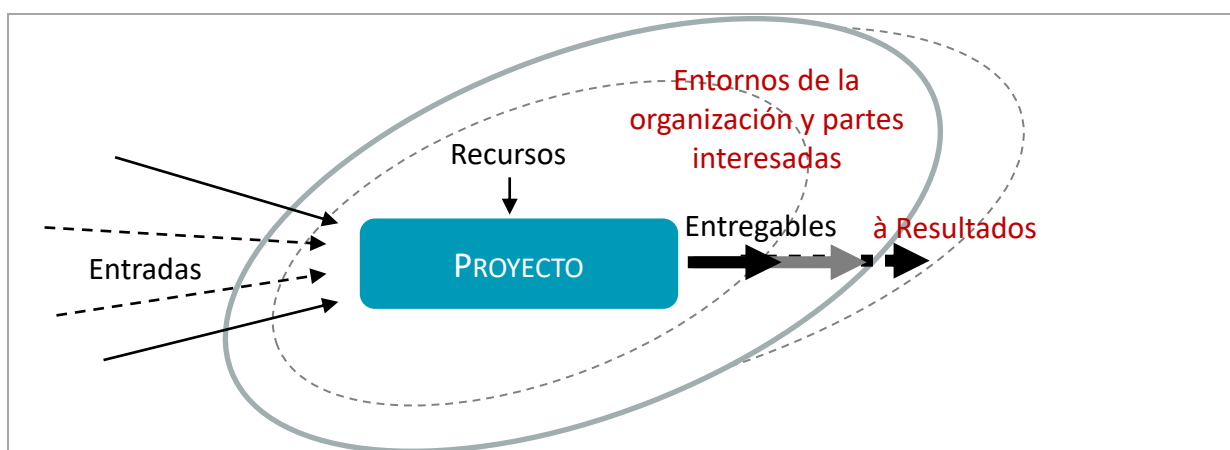 Entornos de la
organización y partes
interesadas
Recursos
Entregables
à Resultados
Entradas
PROYECTO